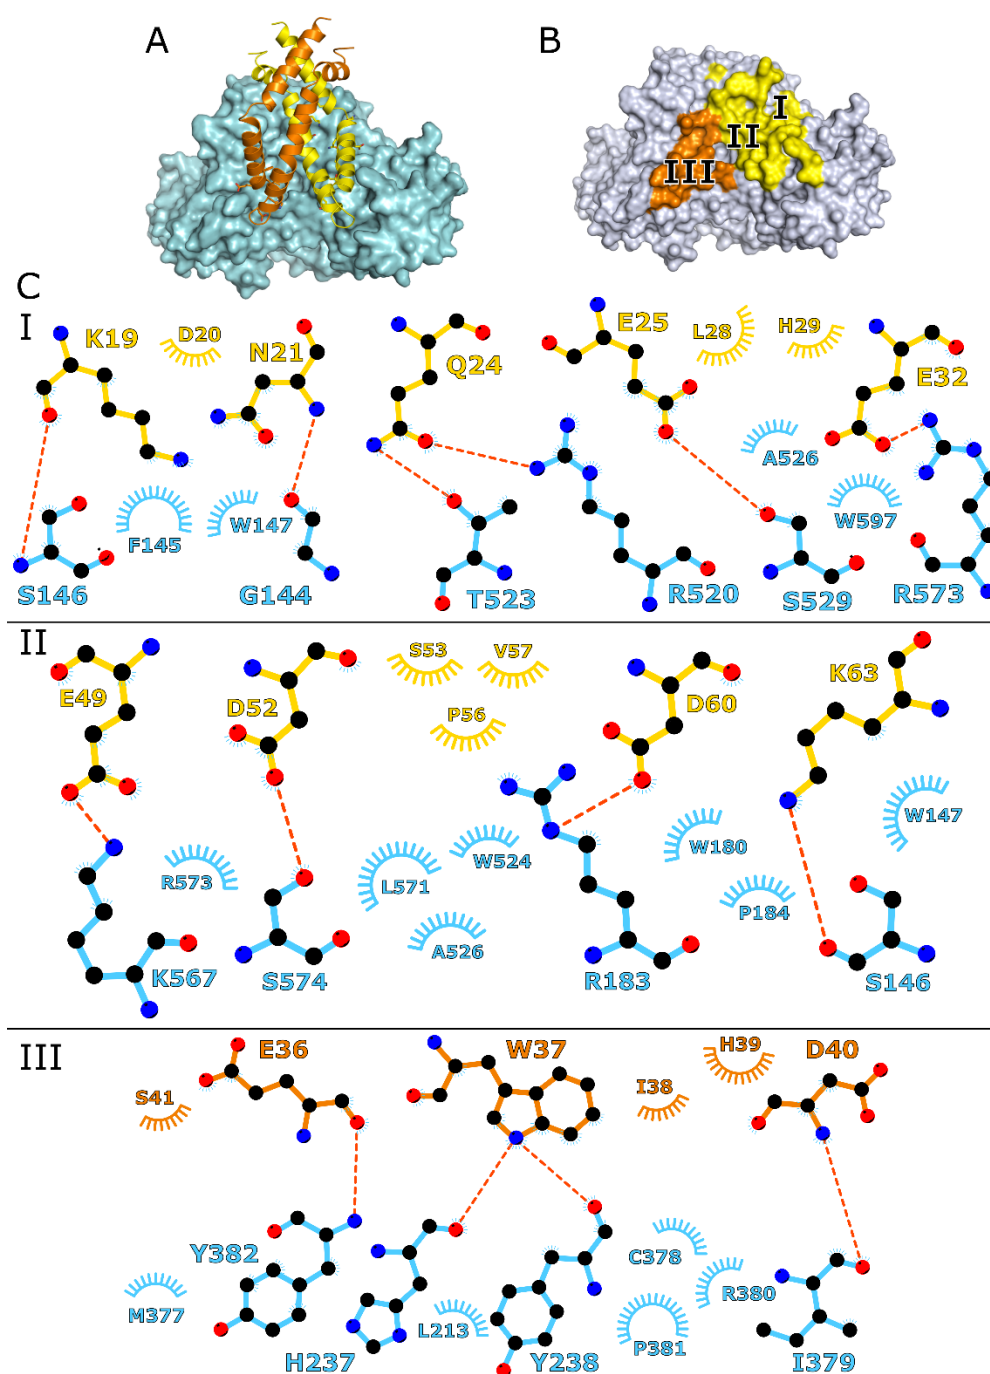 A
B
I
II
III
C
I
K19
D20
N21
Q24
E25
L28
H29
E32
A526
F145
W147
W597
S146
G144
T523
R520
S529
R573
II
E49
D52
S53
V57
P56
D60
K63
R573
L571
W524
W180
W147
P184
A526
K567
S574
R183
S146
III
E36
W37
H39
D40
S41
I38
Y382
C378
R380
M377
L213
P381
H237
Y238
I379